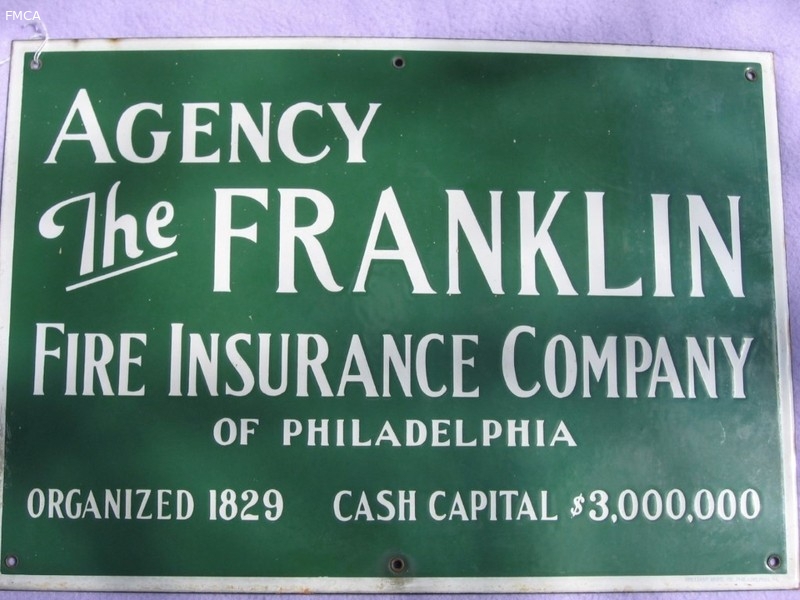 FMCA
AGENCY
The FRANKLIN
FIRE INSURANCE COMPANY
OF PHILADELPHIA
ORGANIZED 1829 CASH CAPITAL $3,000,000